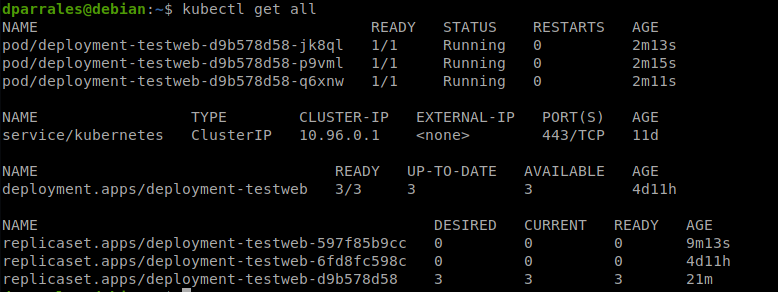 dparrales@debian:~$ kubectl get all
NAME READY STATUS RESTARTS AGE
pod/deployment-testweb-d9b578d58-jk8ql 1/1 Running 0 2m13s
pod/deployment-testweb-d9b578d58-p9vml 1/1 Running 0 2m15s
pod/deployment-testweb-d9b578d58-q6xnw 1/1 Running 0 2m11s
NAME TYPE CLUSTER-IP EXTERNAL-IP PORT(S) AGE
service/kubernetes ClusterIP 10.96.0.1 <none> 443/TCP 11d
NAME READY UP-TO-DATE AVAILABLE AGE
deployment.apps/deployment-testweb 3/3 3 3 4d11h
NAME DESIRED CURRENT READY AGE
replicaset.apps/deployment-testweb-597f85b9cc 0 0 0 9m13s
replicaset.apps/deployment-testweb-6fd8fc598c 0 0 0 4d11h
replicaset.apps/deployment-testweb-d9b578d58 3 3 3 21m